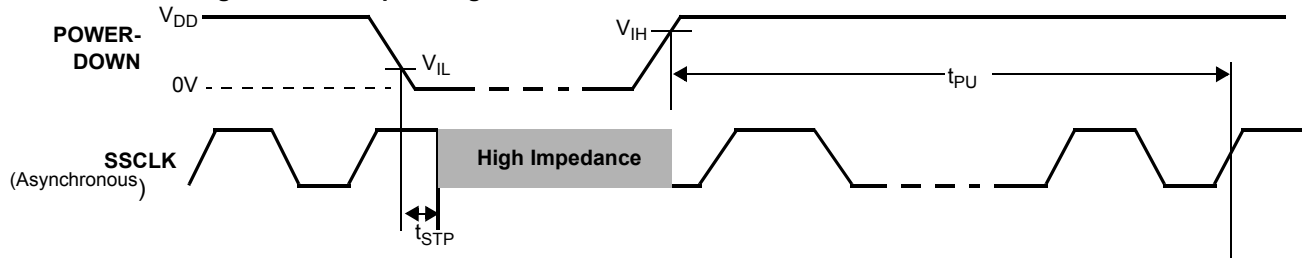 V_DD
POWER-
DOWN
V_IH
V_IL
0V
t_PU
SSCLK
(Asynchronous)
High Impedance
t_STP